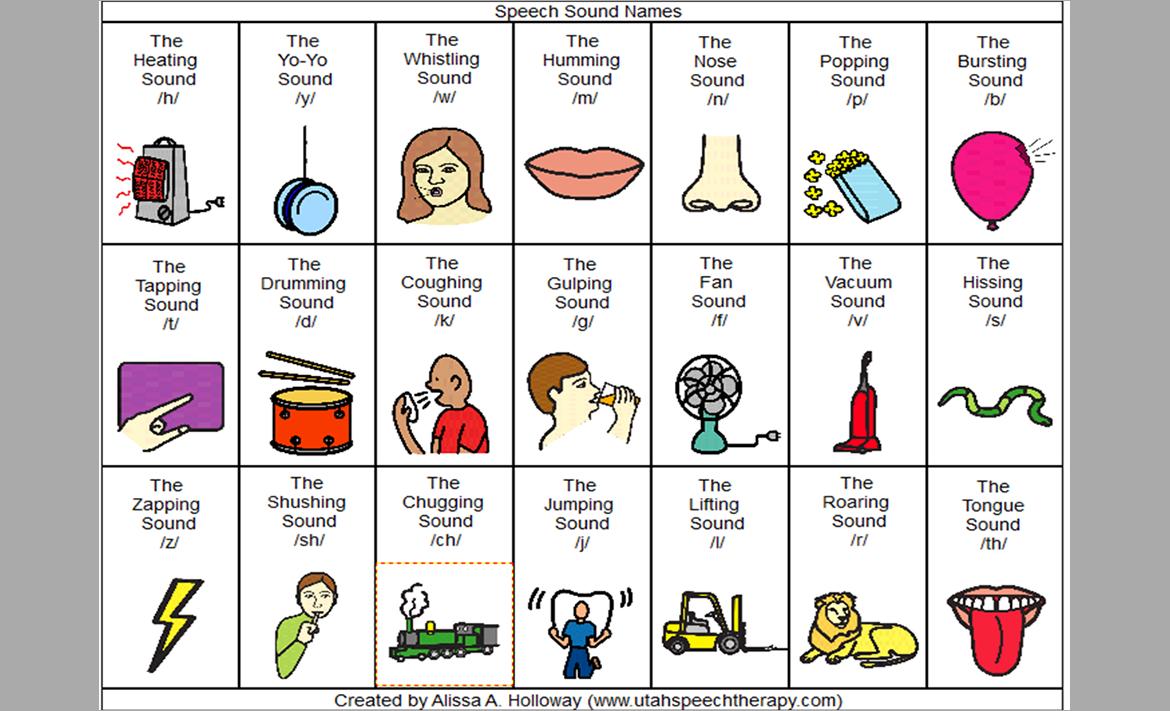 Speech Sound Names
The
Heating
Sound
/h/
The
Yo-Yo
Sound
/y/
The
Whistling
Sound
/w/
The
Humming
Sound
/m/
The
Nose
Sound
/n/
The
Popping
Sound
/p/
The
Bursting
Sound
/b/
The
Tapping
Sound
/t/
The
Drumming
Sound
/d/
The
Coughing
Sound
/k/
The
Gulping
Sound
/g/
The
Fan
Sound
/f/
The
Vacuum
Sound
/v/
The
Hissing
Sound
/s/
The
Zapping
Sound
/z/
The
Shushing
Sound
/sh/
The
Chugging
Sound
/ch/
The
Jumping
Sound
/j/
The
Lifting
Sound
/l/
The
Roaring
Sound
/r/
The
Tongue
Sound
/th/
Created by Alissa A. Holloway (www.utahspeechtherapy.com)